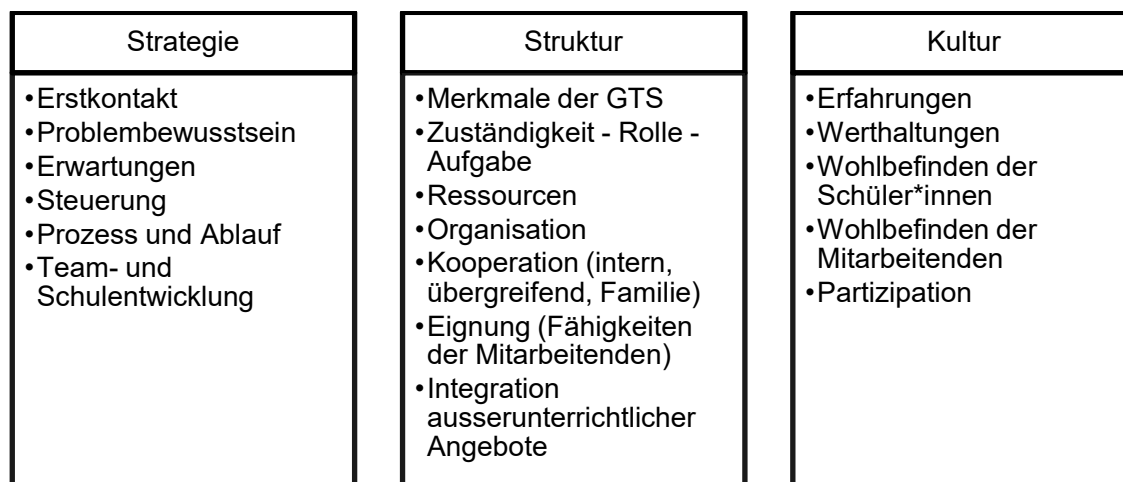 Strategie
•Erstkontakt
•Problembewusstsein
•Erwartungen
•Steuerung
•Prozess und Ablauf
•Team- und
Schulentwicklung
Struktur
•Merkmale der GTS
•Zuständigkeit - Rolle -
Aufgabe
•Ressourcen
•Organisation
•Kooperation (intern,
übergreifend, Familie)
•Eignung (Fähigkeiten
der Mitarbeitenden)
•Integration
ausserunterrichtlicher
Angebote
Kultur
•Erfahrungen
•Werthaltungen
•Wohlbefinden der
Schüler*innen
•Wohlbefinden der
Mitarbeitenden
•Partizipation